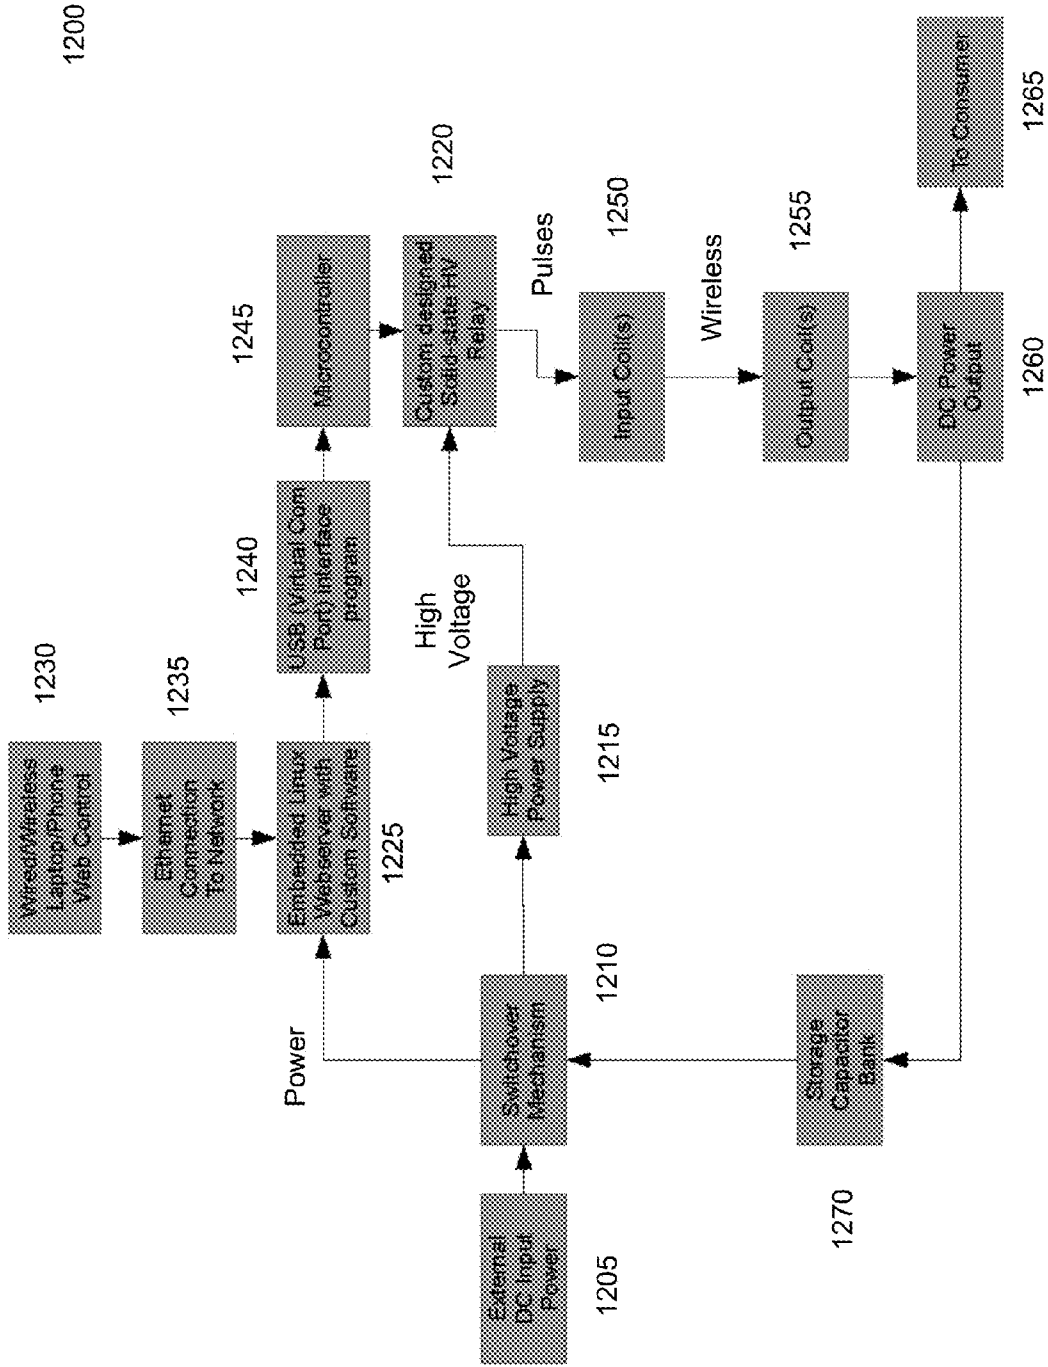 1200
1230
Wired/Wireless
Laptop/Phone
Web Control
1235
Ethernet
Connection
To Network
Power
Embedded Linux
Webserver with
Custom Software
1225
1240
USB (Virtual Com
Port) interface
program
1245
Microcontroller
1220
Custom designed
Solid-state HV
Relay
External
DC Input
Power
1205
Switchover
Mechanism
1210
High Voltage
Power Supply
1215
High
Voltage
Pulses
Input Coil(s)
1250
Wireless
Output Coil(s)
1255
1270
Storage
Capacitor
Bank
DC Power
Output
1260
To Consumer
1265